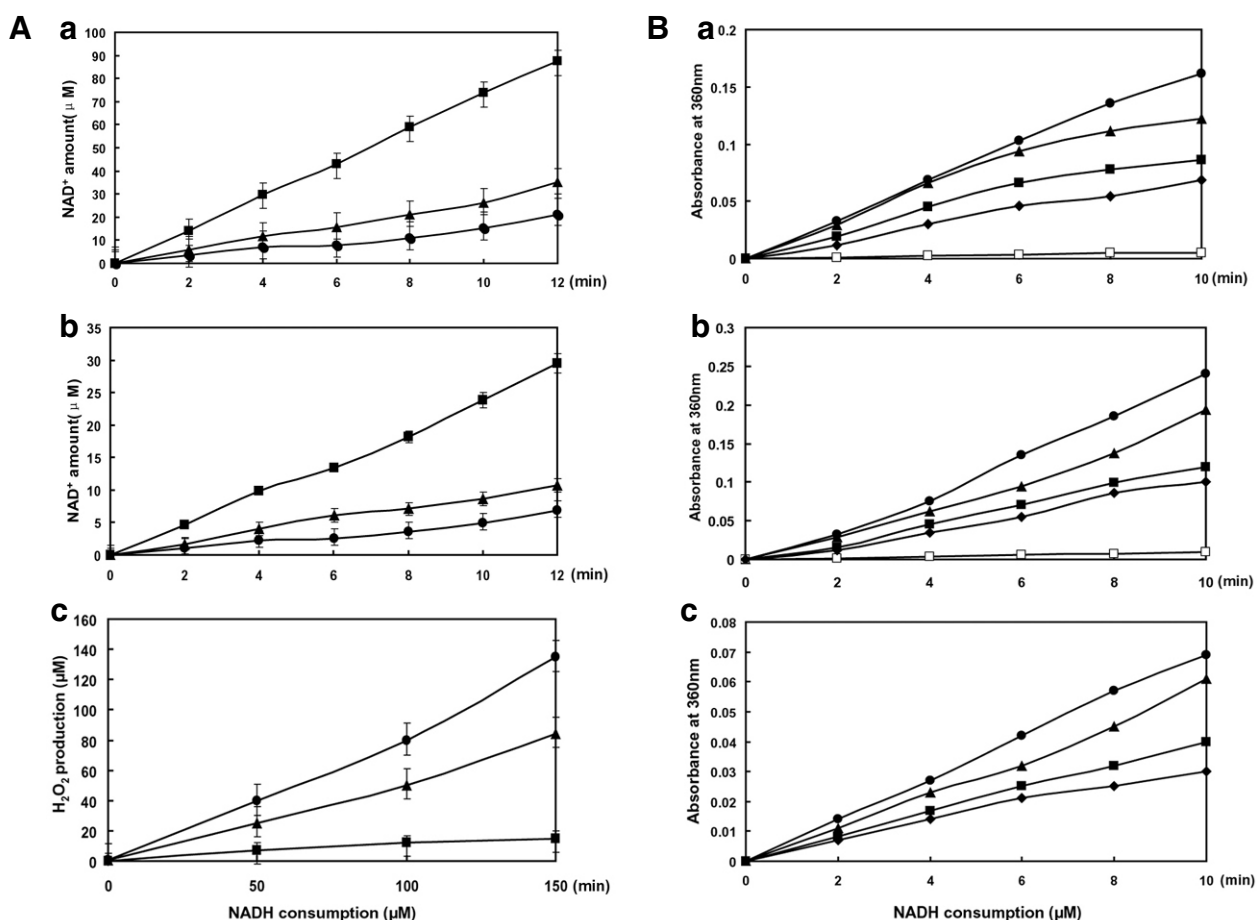 A a
100
90
80
70
60
50
40
30
20
10
0
NAD+ amount( μ M)
0 2 4 6 8 10 12 (min)
b
35
30
25
20
15
10
5
0
NAD+ amount( μ M)
0 2 4 6 8 10 12 (min)
c
160
140
120
100
80
60
40
20
0
H2O2 production (µM)
0 50 100 150 (min)
NADH consumption (µM)
B a
0.2
0.15
0.1
0.05
0
Absorbance at 360nm
0 2 4 6 8 10 (min)
b
0.3
0.25
0.2
0.15
0.1
0.05
0
Absorbance at 360nm
0 2 4 6 8 10 (min)
c
0.08
0.07
0.06
0.05
0.04
0.03
0.02
0.01
0
Absorbance at 360nm
0 2 4 6 8 10 (min)
NADH consumption (µM)